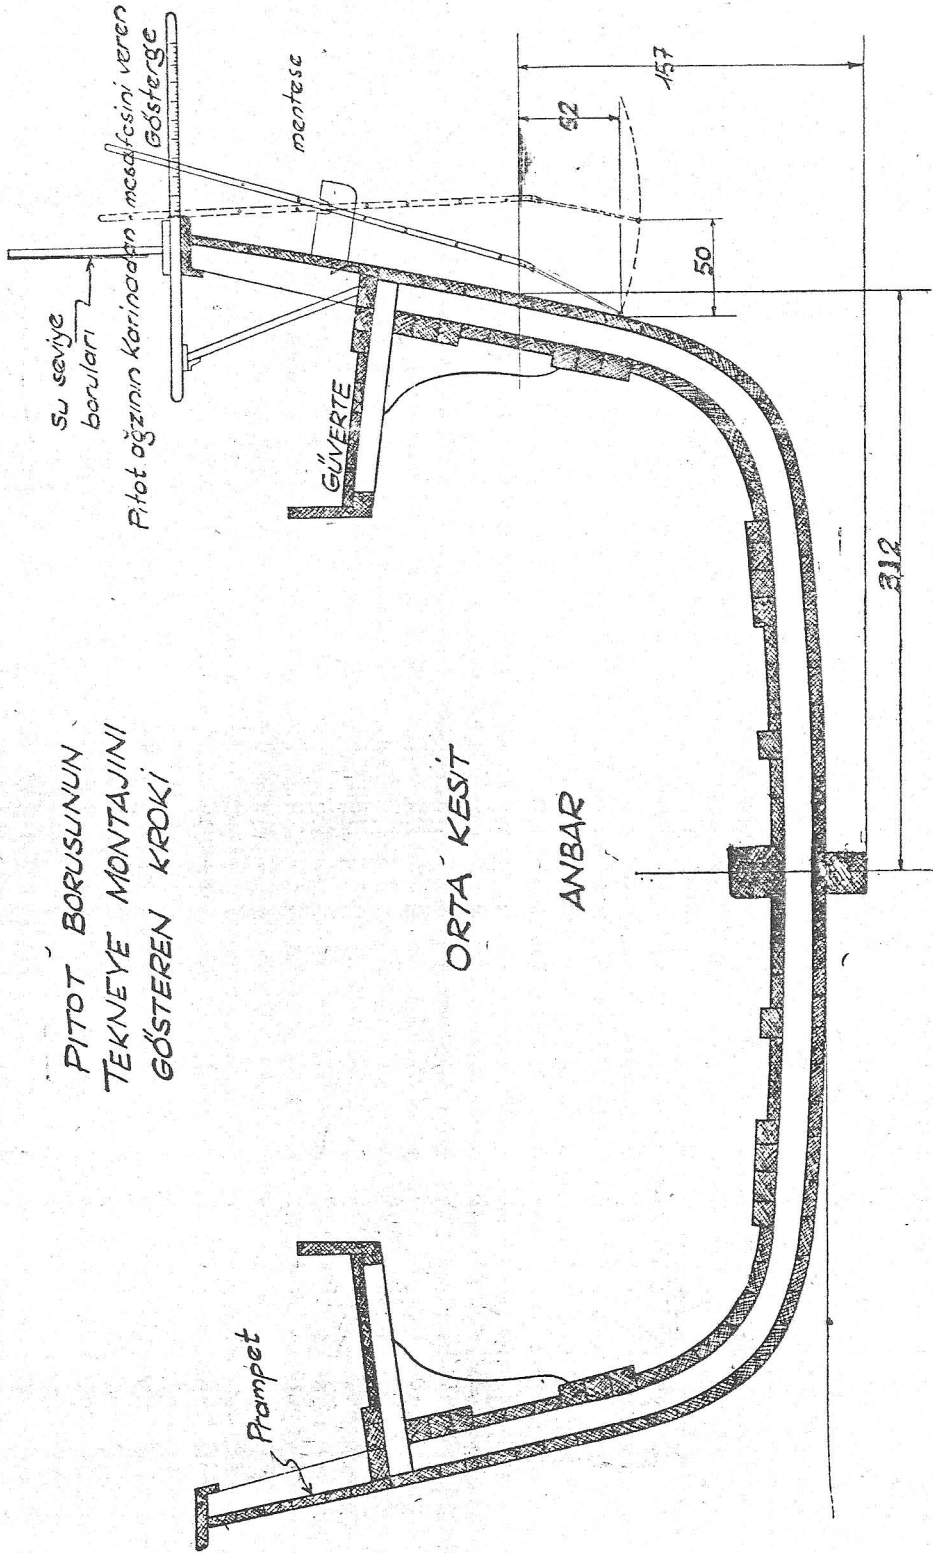 PITOT BORUSUNUN
TEKNEYE MONTAJINI
GÖSTEREN KROKİ
Su seviye
boruları
Pitot ağzının Karinadan mesafesini veren
Gösterge
mentese
GÜVERTE
Prampet
ORTA KESİT
ANBAR
52
157
50
312